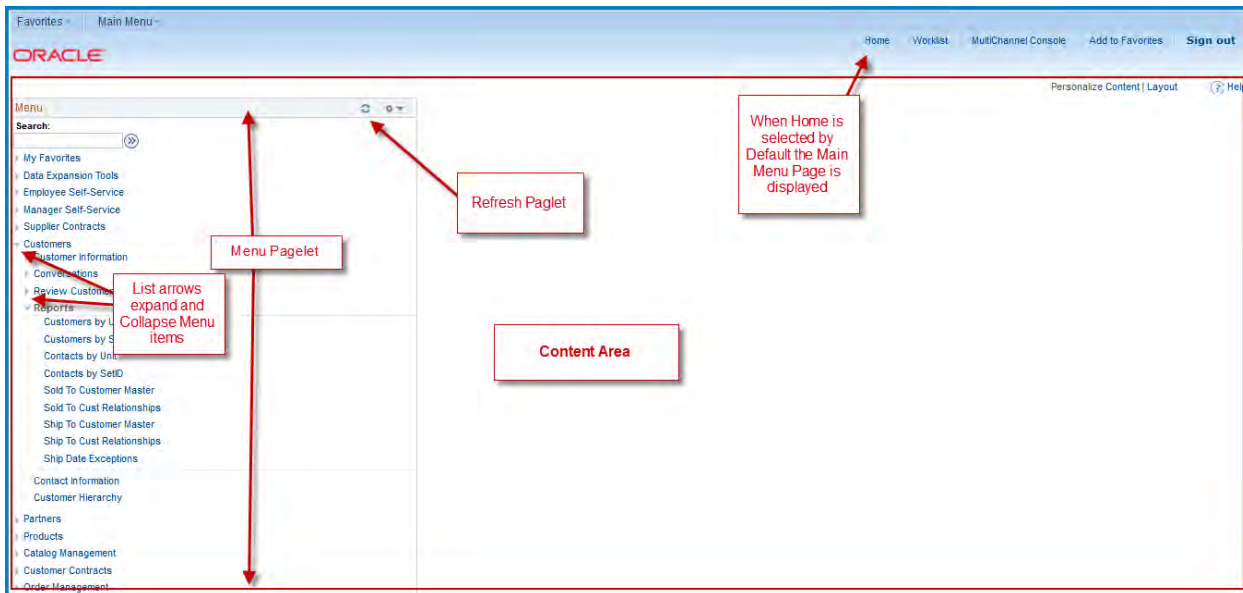 Favorites Main Menu
Home Worklist MultiChannel Console Add to Favorites Sign out
ORACLE
Personalize Content | Layout ? Help
Menu
Search:
My Favorites
Data Expansion Tools
Employee Self-Service
Manager Self-Service
Supplier Contracts
Customers
Customer Information
Conversations
Review Customer
Reports
Customers by
Customers by
Contacts by Unit
Contacts by SetID
Sold To Customer Master
Sold To Cust Relationships
Ship To Customer Master
Ship To Cust Relationships
Ship Date Exceptions
Contact Information
Customer Hierarchy
Partners
Products
Catalog Management
Customer Contracts
Order Management
List arrows
expand and
Collapse Menu
items
Menu Pagelet
Refresh Paglet
When Home is
selected by
Default the Main
Menu Page is
displayed
Content Area